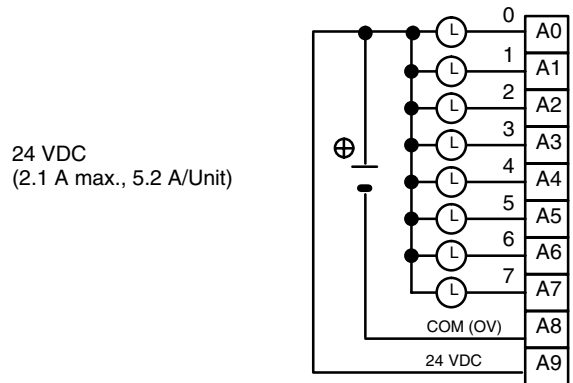 24 VDC
(2.1 A max., 5.2 A/Unit)
0 L A0
1 L A1
2 L A2
3 L A3
4 L A4
5 L A5
6 L A6
7 L A7
COM (OV) A8
24 VDC A9